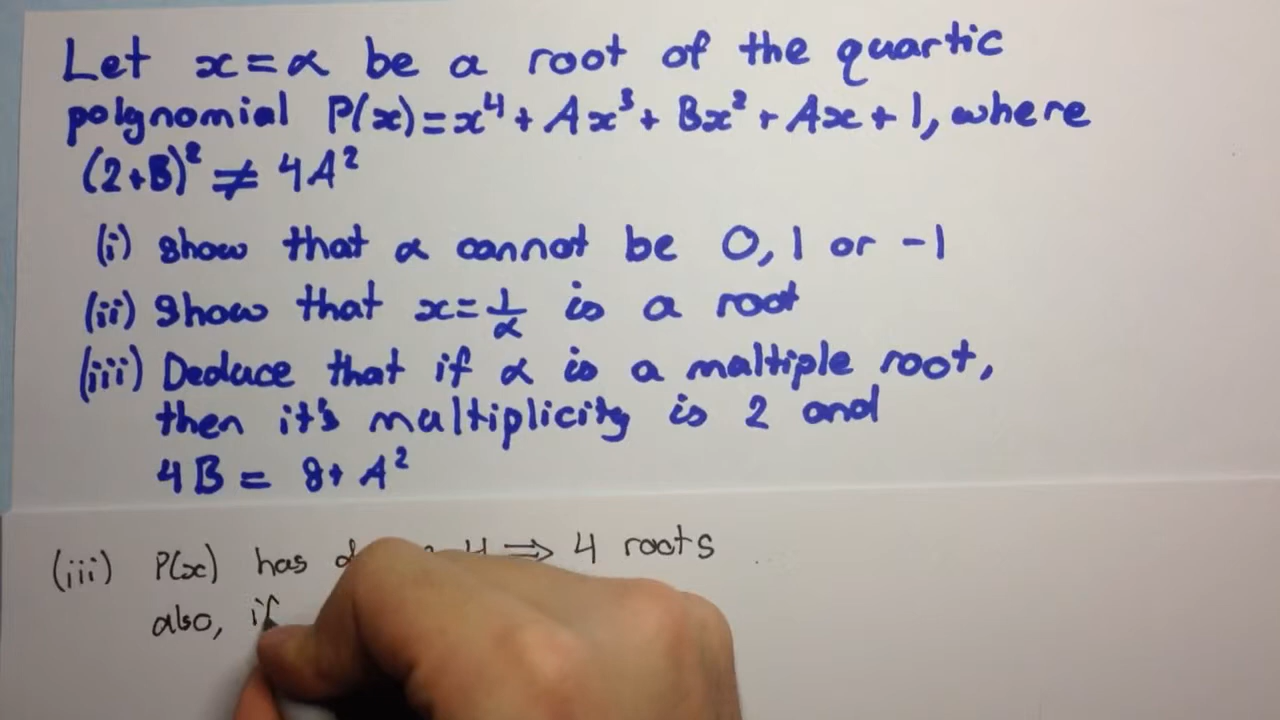 Let x=α be a root of the quartic
polynomial P(x)=x⁴+Ax³+Bx²+Ax+1, where
(2+B)² ≠ 4A²
(i) show that α cannot be 0, 1 or -1
(ii) Show that x=1/α is a root
(iii) Deduce that if α is a multiple root,
then it's multiplicity is 2 and
4B = 8+A²
(iii) P(x) has 4 ⇒ 4 roots
also, if